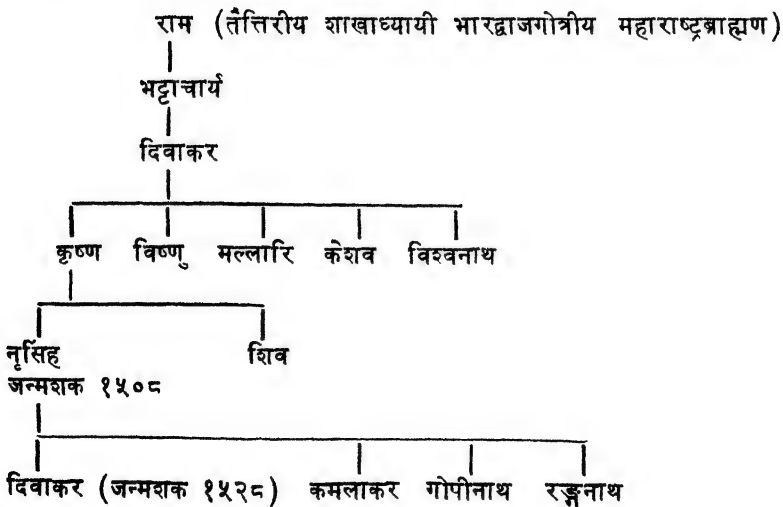 राम (तैत्तिरीय शाखाध्यायी भारद्वाजगोत्रीय महाराष्ट्रब्राह्मण)
भट्टाचार्य
दिवाकर
कृष्ण विष्णु मल्लारि केशव विश्वनाथ
नृसिंह शिव
जन्मशक १५०८
दिवाकर (जन्मशक १५२८) कमलाकर गोपीनाथ रङ्गनाथ